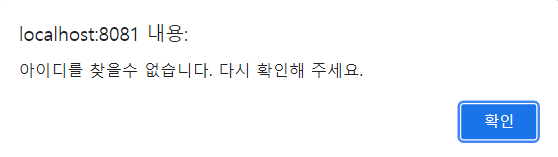 localhost:8081 내용:
아이디를 찾을수 없습니다. 다시 확인해 주세요.
확인